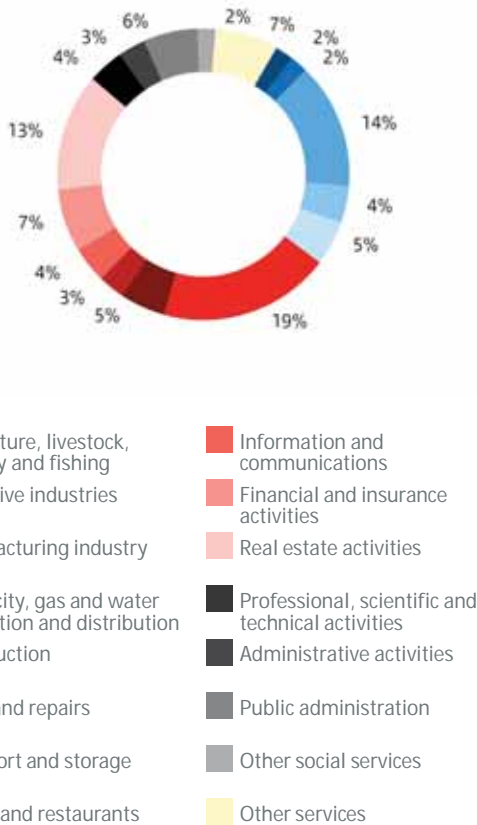 6%
2%
7%
3%
2%
4%
2%
13%
14%
4%
7%
5%
4%
3%
5%
19%
ture, livestock,
y and fishing
ive industries
acturing industry
city, gas and water
tion and distribution
uction
and repairs
ort and storage
and restaurants
Information and
communications
Financial and insurance
activities
Real estate activities
Professional, scientific and
technical activities
Administrative activities
Public administration
Other social services
Other services